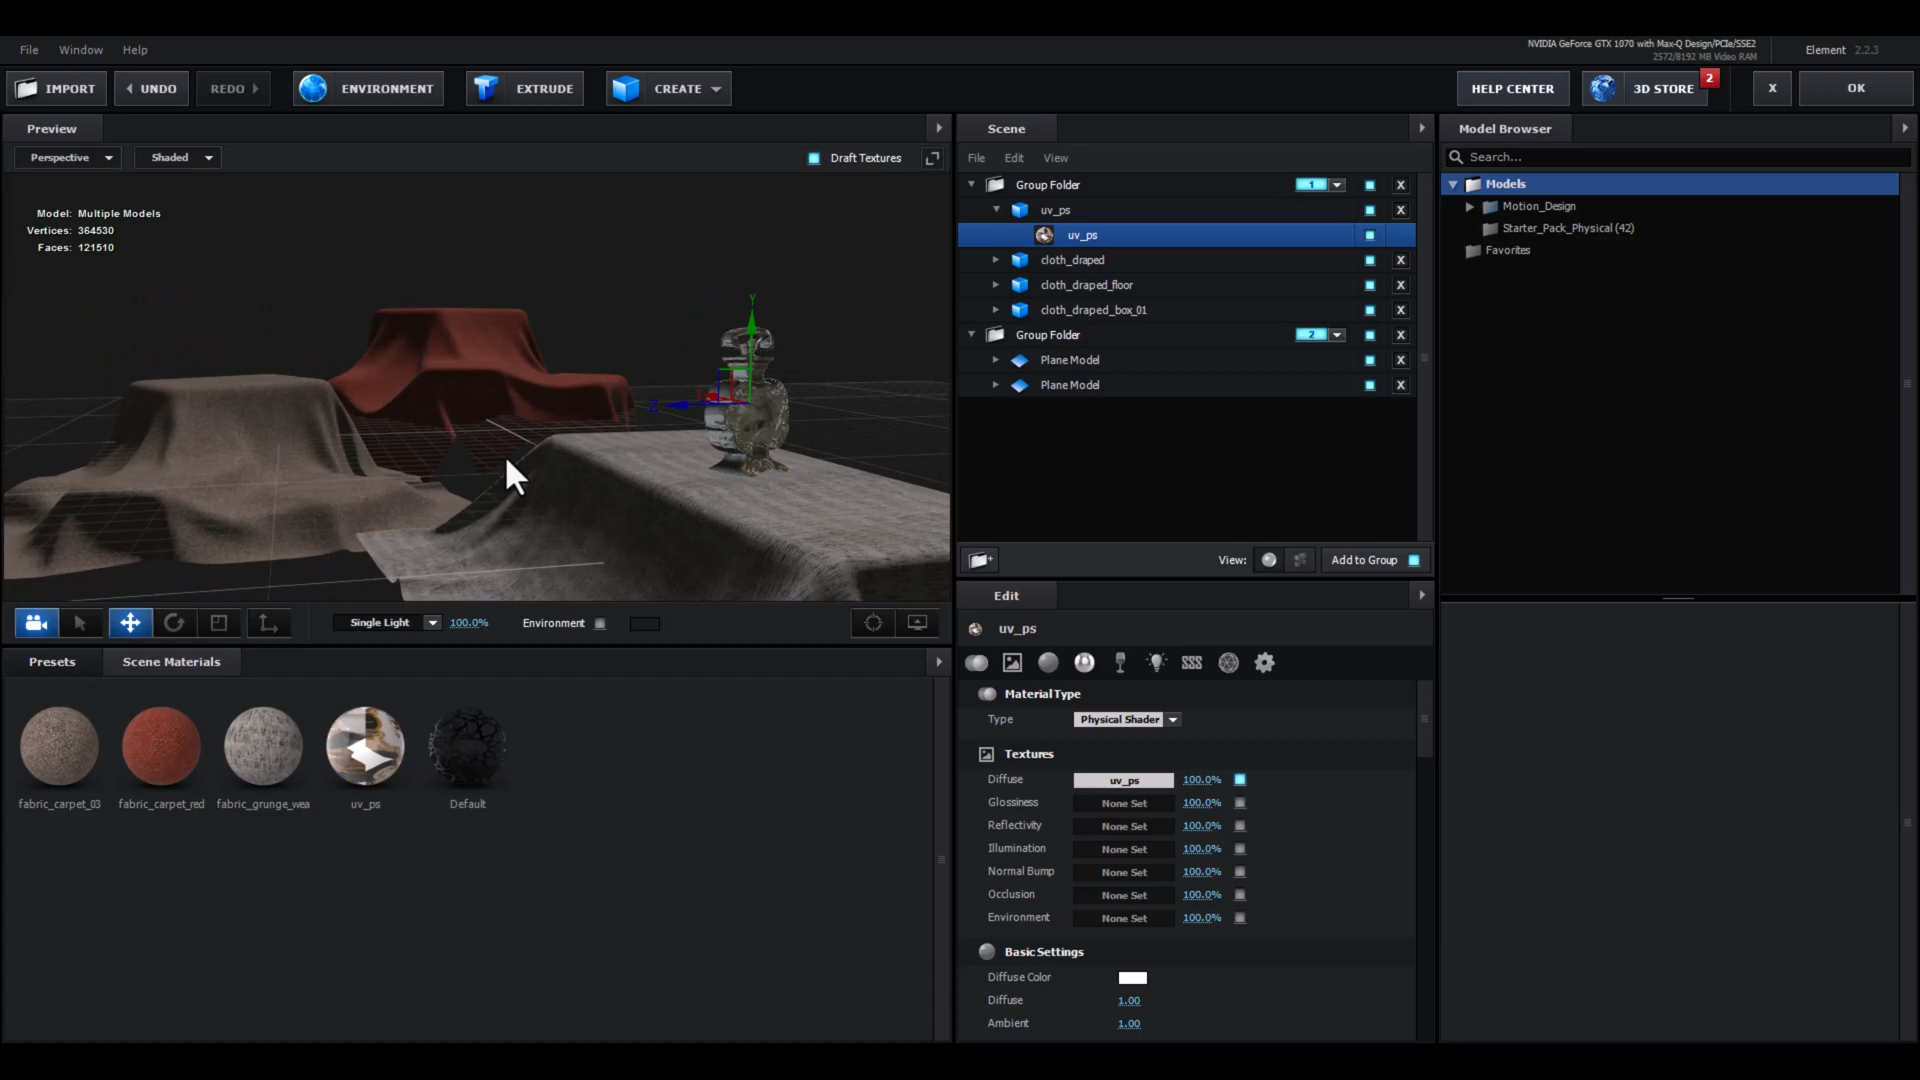 File Window Help
NVIDIA GeForce GTX 1070 with Max-Q Design/PCIe/SSE2
2572/8192 MB Video RAM
Element 2.2.3
IMPORT UNDO REDO ENVIRONMENT EXTRUDE CREATE HELP CENTER 3D STORE 2 X OK
Preview
Perspective Shaded Draft Textures
Model: Multiple Models
Vertices: 364530
Faces: 121510
Y
Z
Single Light 100.0% Environment
Presets Scene Materials
fabric_carpet_03 fabric_carpet_red fabric_grunge_wea uv_ps Default
Scene
File Edit View
Group Folder 1 X
uv_ps X
uv_ps
cloth_draped X
cloth_draped_floor X
cloth_draped_box_01 X
Group Folder 2 X
Plane Model X
Plane Model X
View: Add to Group
Edit
uv_ps
SSS
Material Type
Type Physical Shader
Textures
Diffuse uv_ps 100.0%
Glossiness None Set 100.0%
Reflectivity None Set 100.0%
Illumination None Set 100.0%
Normal Bump None Set 100.0%
Occlusion None Set 100.0%
Environment None Set 100.0%
Basic Settings
Diffuse Color
Diffuse 1.00
Ambient 1.00
Model Browser
Search...
Models
Motion_Design
Starter_Pack_Physical (42)
Favorites